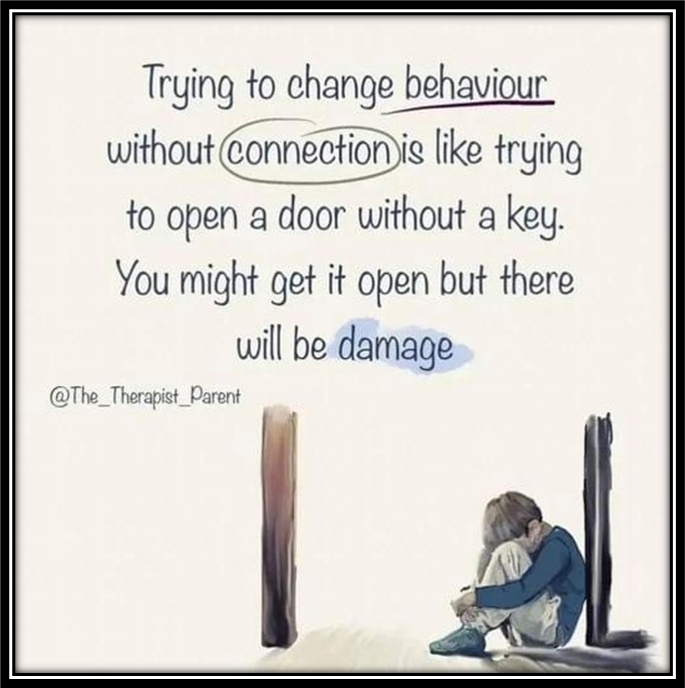 Trying to change behaviour
without connection is like trying
to open a door without a key.
You might get it open but there
will be damage
@The_Therapist_Parent